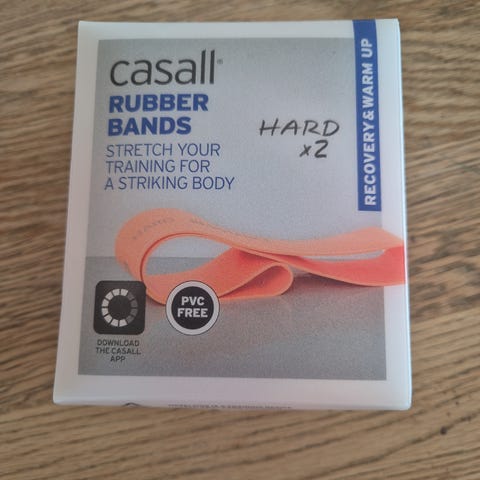 casall®
RUBBER
BANDS
STRETCH YOUR
TRAINING FOR
A STRIKING BODY
HARD
x2
RECOVERY & WARM UP
HARD
PVC
FREE
DOWNLOAD
THE CASALL
APP